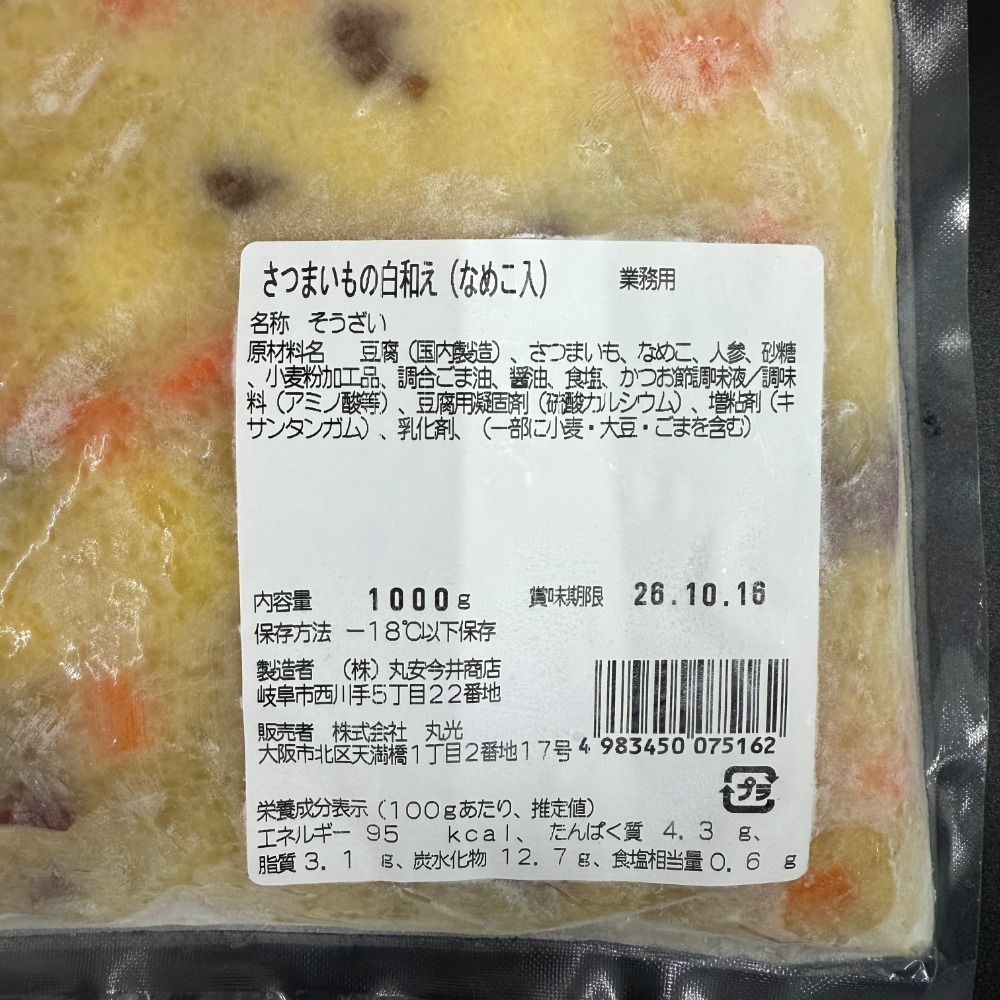 さつまいもの白和え（なめこ入） 業務用
名称 そうざい
原材料名 豆腐（国内製造）、さつまいも、なめこ、人参、砂糖
、小麦粉加工品、調合ごま油、醤油、食塩、かつお節調味液／調味
料（アミノ酸等）、豆腐用凝固剤（硫酸カルシウム）、増粘剤（キ
サンタンガム）、乳化剤、（一部に小麦・大豆・ごまを含む）
内容量 1000g 賞味期限 26.10.16
保存方法 －18℃以下保存
製造者 （株）丸安今井商店
岐阜市西川手5丁目22番地
販売者 株式会社 丸光
大阪市北区天満橋1丁目2番地17号
4 983450 075162
プラ
栄養成分表示（100gあたり、推定値）
エネルギー 95 kcal、たんぱく質 4.3 g、
脂質3.1 g、炭水化物 12.7g、食塩相当量0.6 g